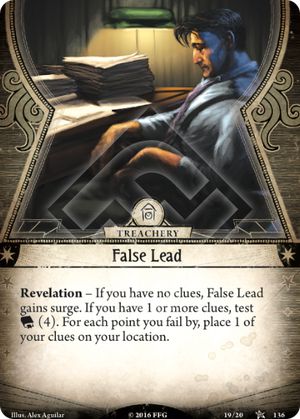 TREACHERY
False Lead
Revelation – If you have no clues, False Lead
gains surge. If you have 1 or more clues, test
(4). For each point you fail by, place 1 of
your clues on your location.
Illus. Alex Aguilar
© 2016 FFG
19/20
136